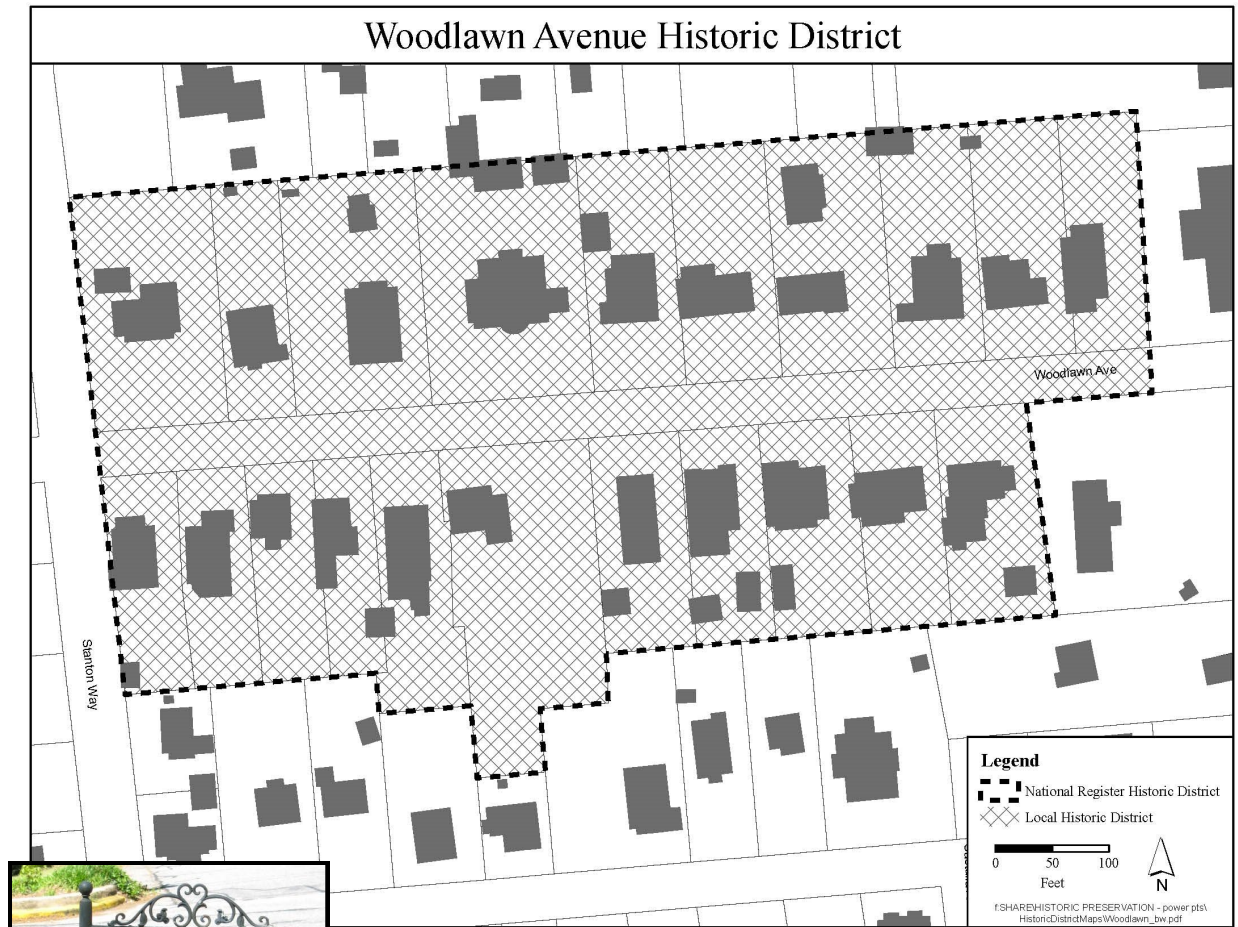 Woodlawn Avenue Historic District
Woodlawn Ave
Stanton Way
Legend
National Register Historic District
Local Historic District
0 50 100
Feet
N
f:SHARE\HISTORIC PRESERVATION - power pts\
HistoricDistrictMaps\Woodlawn_bw.pdf